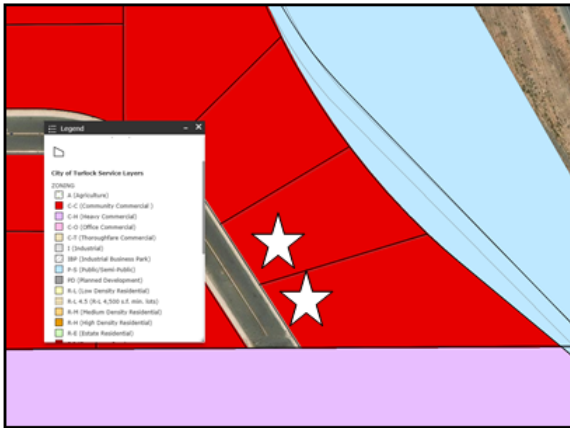 Legend
City of Turlock Service Layers
ZONING
A (Agriculture)
C-C (Community Commercial )
C-H (Heavy Commercial)
C-O (Office Commercial)
C-T (Thoroughfare Commercial)
I (Industrial)
IBP (Industrial Business Park)
P-S (Public/Semi-Public)
PD (Planned Development)
R-L (Low Density Residential)
R-L 4.5 (R-L 4,500 s.f. min. lots)
R-M (Medium Density Residential)
R-H (High Density Residential)
R-E (Estate Residential)